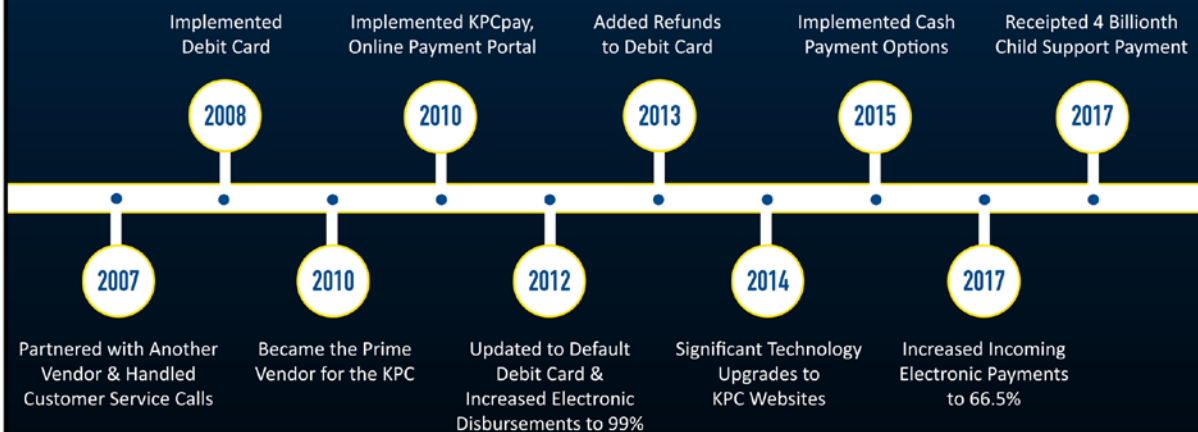 Implemented
Debit Card
Implemented KPCpay,
Online Payment Portal
Added Refunds
to Debit Card
Implemented Cash
Payment Options
Receipted 4 Billionth
Child Support Payment
2008
2010
2013
2015
2017
2007
2010
2012
2014
2017
Partnered with Another
Vendor & Handled
Customer Service Calls
Became the Prime
Vendor for the KPC
Updated to Default
Debit Card &
Increased Electronic
Disbursements to 99%
Significant Technology
Upgrades to
KPC Websites
Increased Incoming
Electronic Payments
to 66.5%